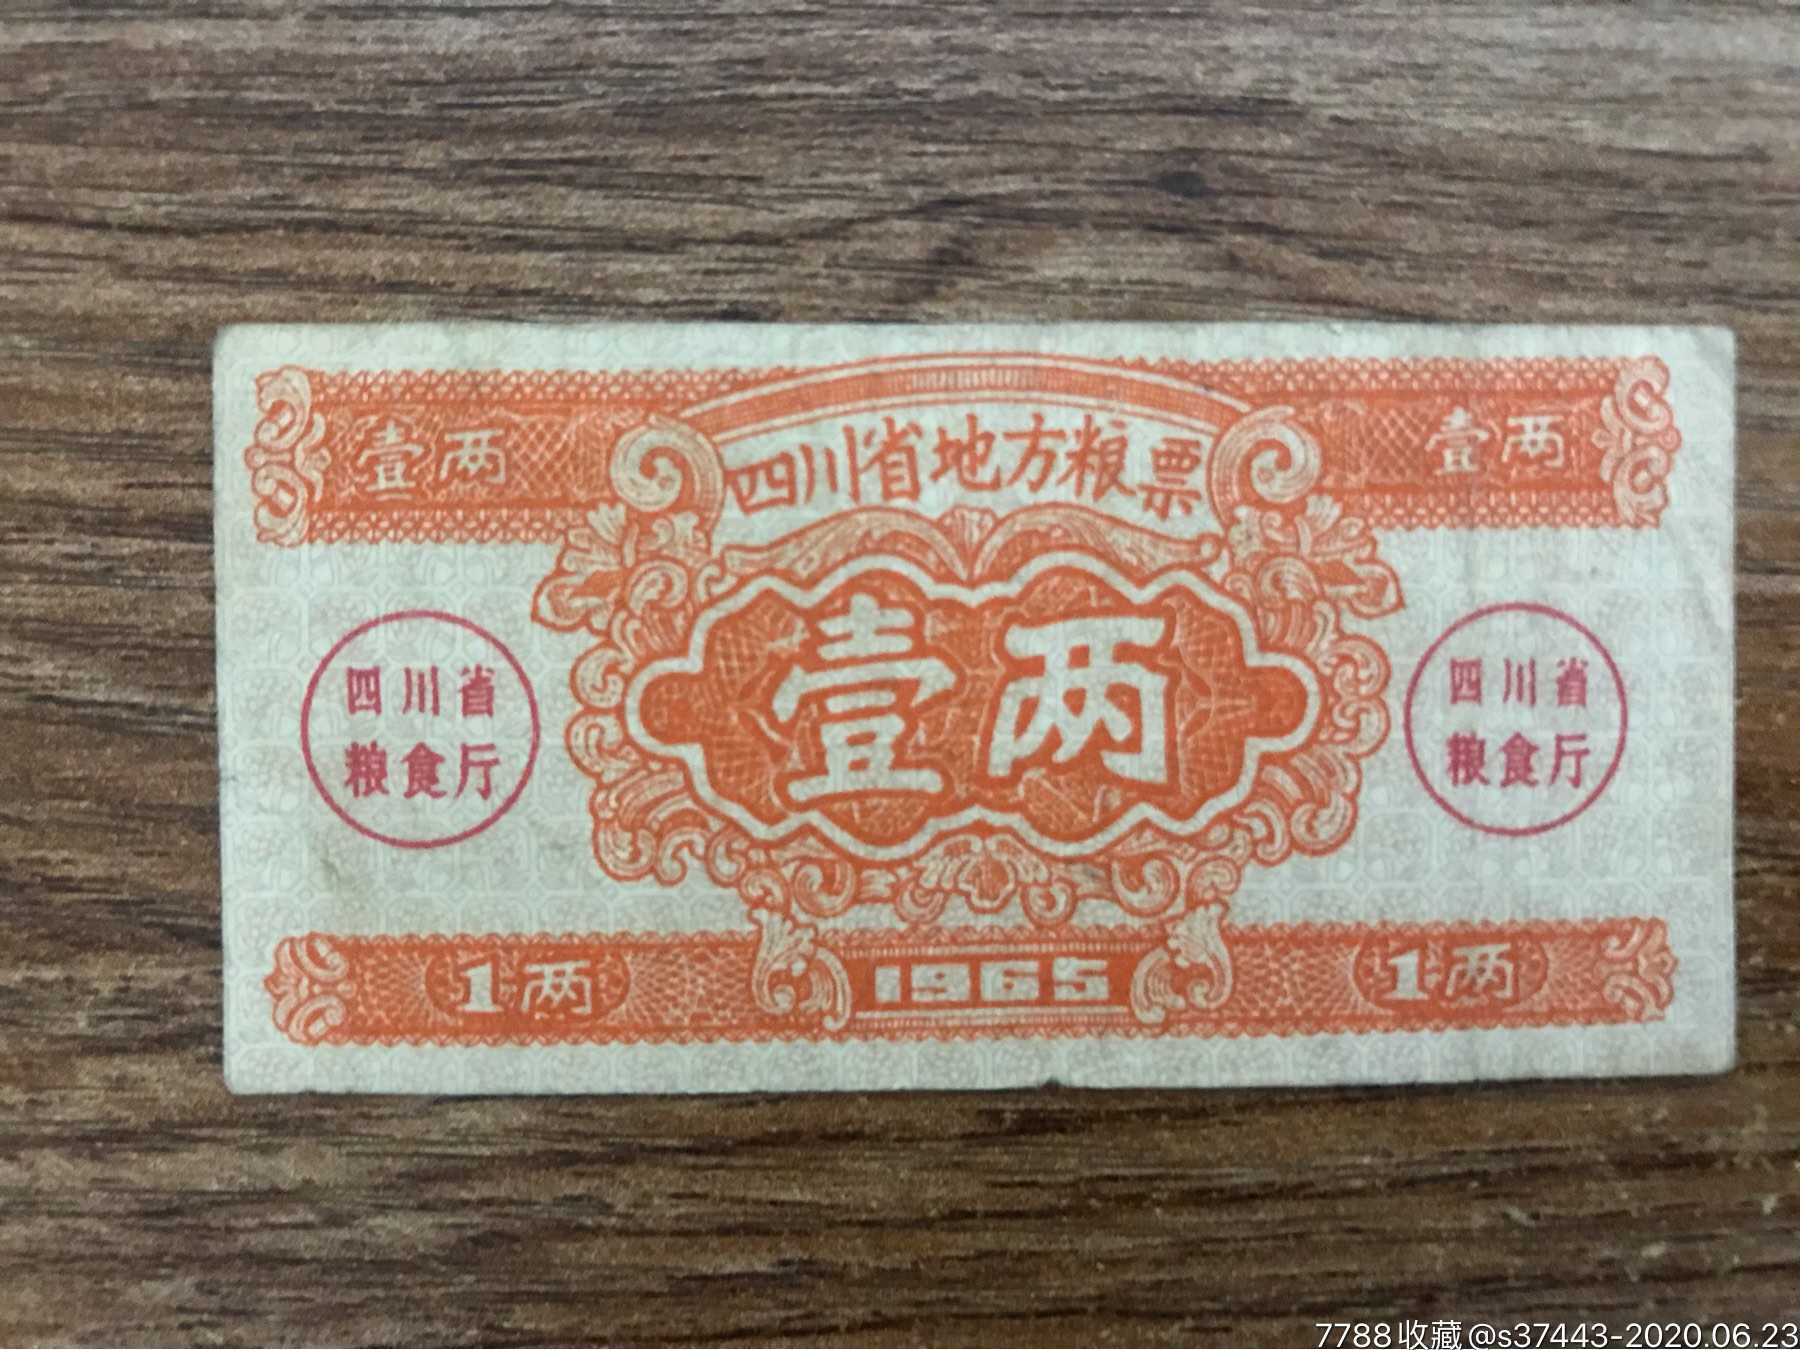 壹两
四川省地方粮票
壹两
壹两
四川省
粮食厅
四川省
粮食厅
1两
1965
1两
7788收藏@s37443-2020.06.23